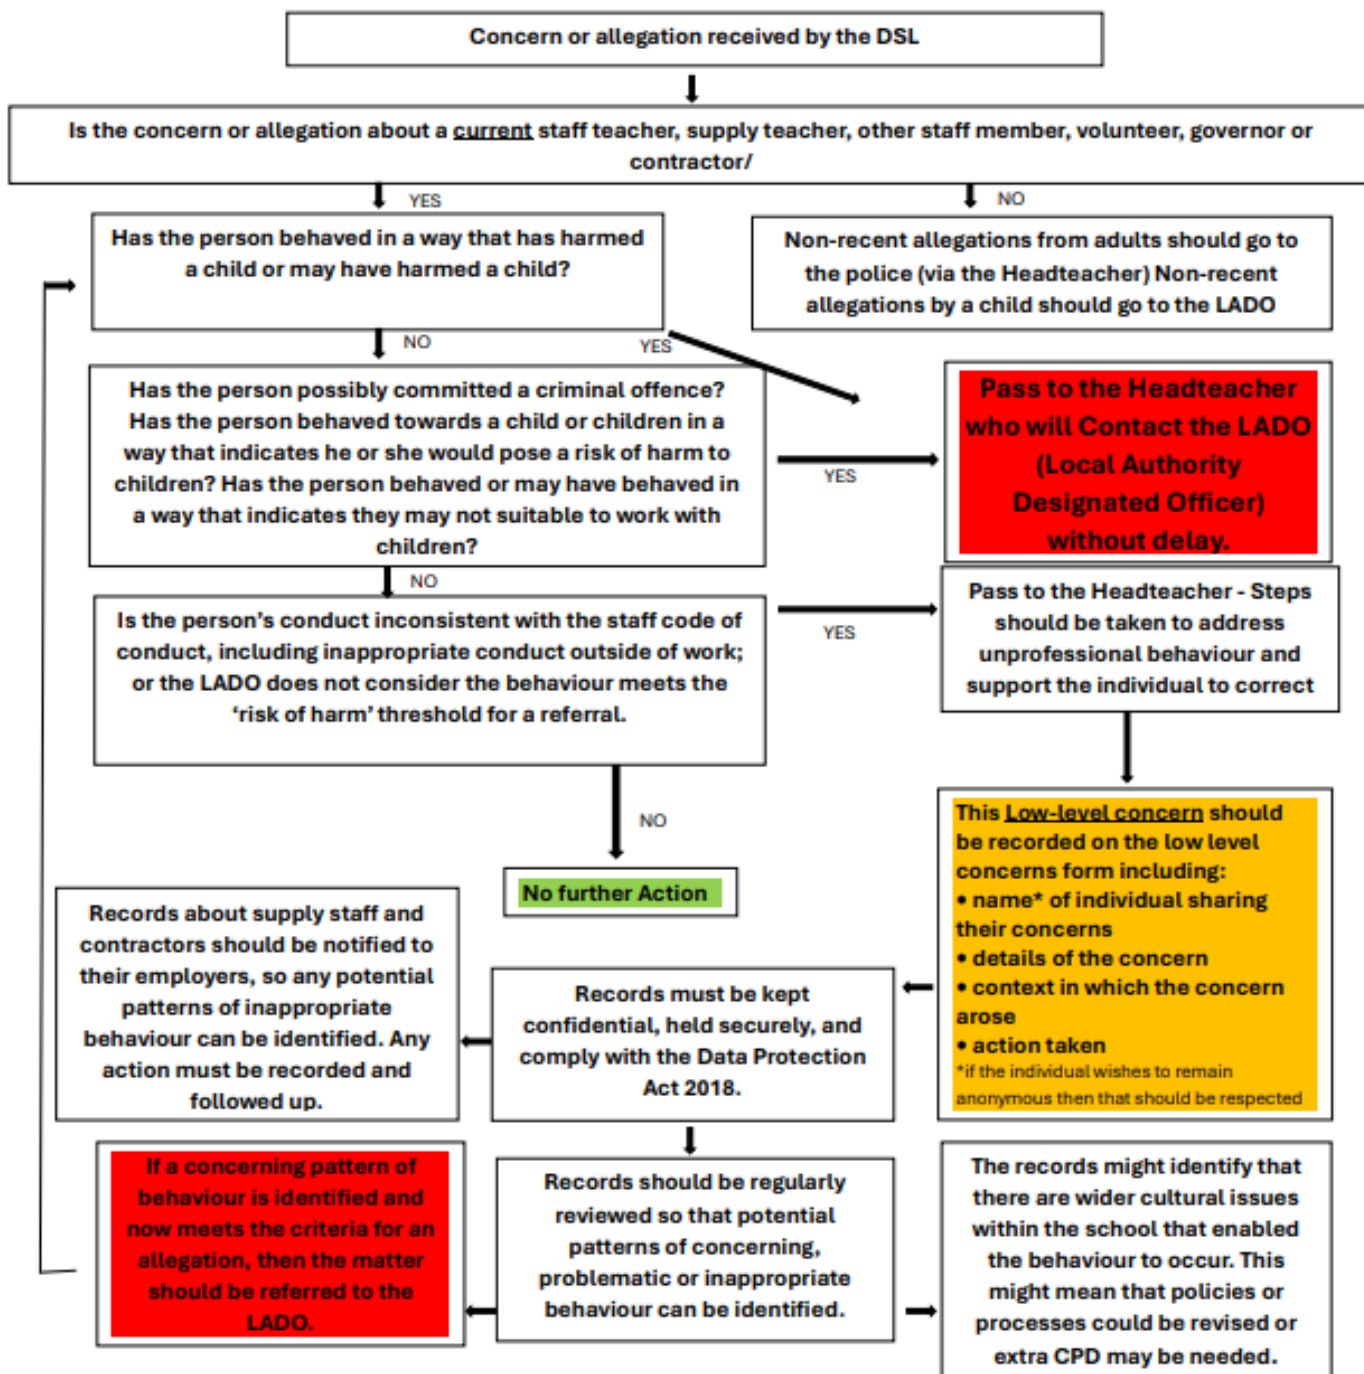 Concern or allegation received by the DSL
Is the concern or allegation about a current staff teacher, supply teacher, other staff member, volunteer, governor or
contractor/
YES
NO
Has the person behaved in a way that has harmed
a child or may have harmed a child?
Non-recent allegations from adults should go to
the police (via the Headteacher) Non-recent
allegations by a child should go to the LADO
NO
YES
Has the person possibly committed a criminal offence?
Has the person behaved towards a child or children in a
way that indicates he or she would pose a risk of harm to
children? Has the person behaved or may have behaved in
a way that indicates they may not suitable to work with
children?
YES
Pass to the Headteacher
who will Contact the LADO
(Local Authority
Designated Officer)
without delay.
NO
Is the person's conduct inconsistent with the staff code of
conduct, including inappropriate conduct outside of work;
or the LADO does not consider the behaviour meets the
‘risk of harm’ threshold for a referral.
YES
Pass to the Headteacher - Steps
should be taken to address
unprofessional behaviour and
support the individual to correct
NO
No further Action
This Low-level concern should
be recorded on the low level
concerns form including:
• name* of individual sharing
their concerns
• details of the concern
• context in which the concern
arose
• action taken
*if the individual wishes to remain
anonymous then that should be respected
Records must be kept
confidential, held securely, and
comply with the Data Protection
Act 2018.
Records about supply staff and
contractors should be notified to
their employers, so any potential
patterns of inappropriate
behaviour can be identified. Any
action must be recorded and
followed up.
If a concerning pattern of
behaviour is identified and
now meets the criteria for an
allegation, then the matter
should be referred to the
LADO.
Records should be regularly
reviewed so that potential
patterns of concerning,
problematic or inappropriate
behaviour can be identified.
The records might identify that
there are wider cultural issues
within the school that enabled
the behaviour to occur. This
might mean that policies or
processes could be revised or
extra CPD may be needed.